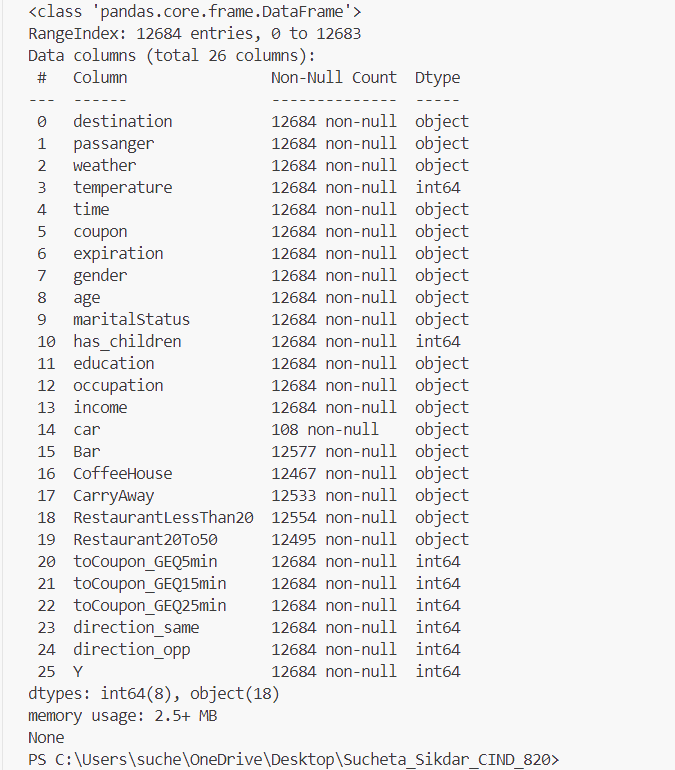 <class 'pandas.core.frame.DataFrame'>
RangeIndex: 12684 entries, 0 to 12683
Data columns (total 26 columns):
 #   Column                Non-Null Count  Dtype
---  ------                --------------  -----
 0   destination           12684 non-null  object
 1   passanger             12684 non-null  object
 2   weather               12684 non-null  object
 3   temperature           12684 non-null  int64
 4   time                  12684 non-null  object
 5   coupon                12684 non-null  object
 6   expiration            12684 non-null  object
 7   gender                12684 non-null  object
 8   age                   12684 non-null  object
 9   maritalStatus         12684 non-null  object
 10  has_children          12684 non-null  int64
 11  education             12684 non-null  object
 12  occupation            12684 non-null  object
 13  income                12684 non-null  object
 14  car                   108 non-null    object
 15  Bar                   12577 non-null  object
 16  CoffeeHouse           12467 non-null  object
 17  CarryAway             12533 non-null  object
 18  RestaurantLessThan20  12554 non-null  object
 19  Restaurant20To50      12495 non-null  object
 20  toCoupon_GEQ5min      12684 non-null  int64
 21  toCoupon_GEQ15min     12684 non-null  int64
 22  toCoupon_GEQ25min     12684 non-null  int64
 23  direction_same        12684 non-null  int64
 24  direction_opp         12684 non-null  int64
 25  Y                     12684 non-null  int64
dtypes: int64(8), object(18)
memory usage: 2.5+ MB
None
PS C:\Users\suche\OneDrive\Desktop\Sucheta_Sikdar_CIND_820>